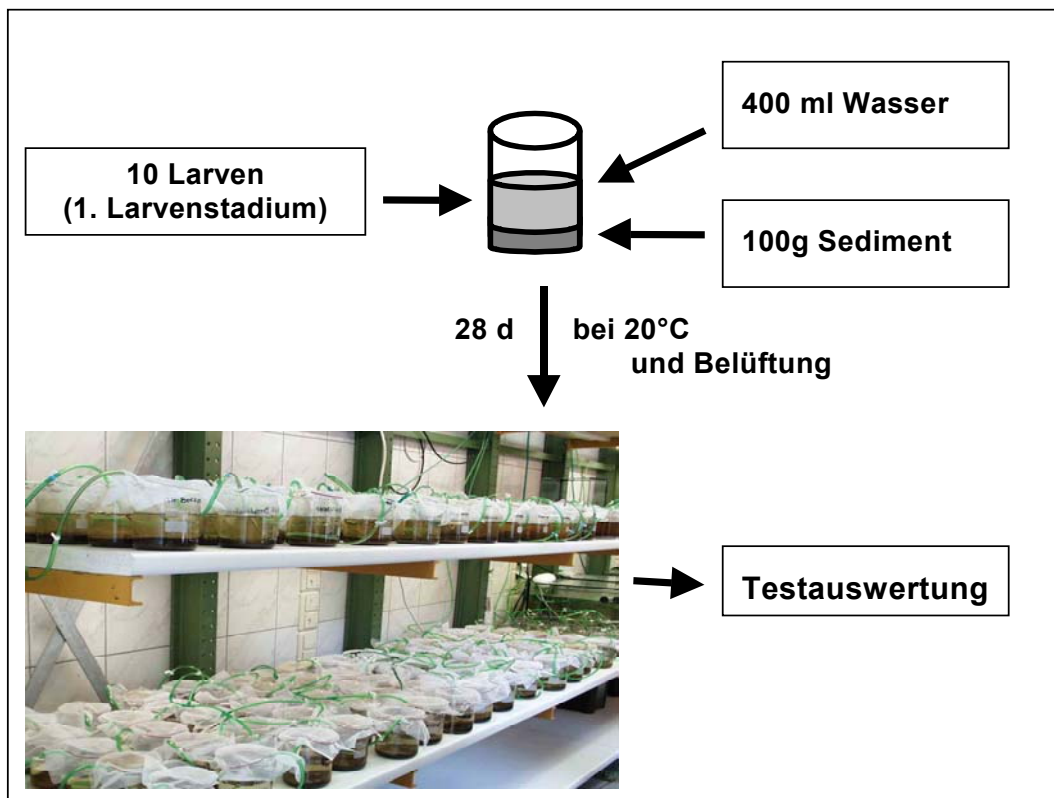 400 ml Wasser
10 Larven
(1. Larvenstadium)
100g Sediment
28 d bei 20°C
und Belüftung
Testauswertung